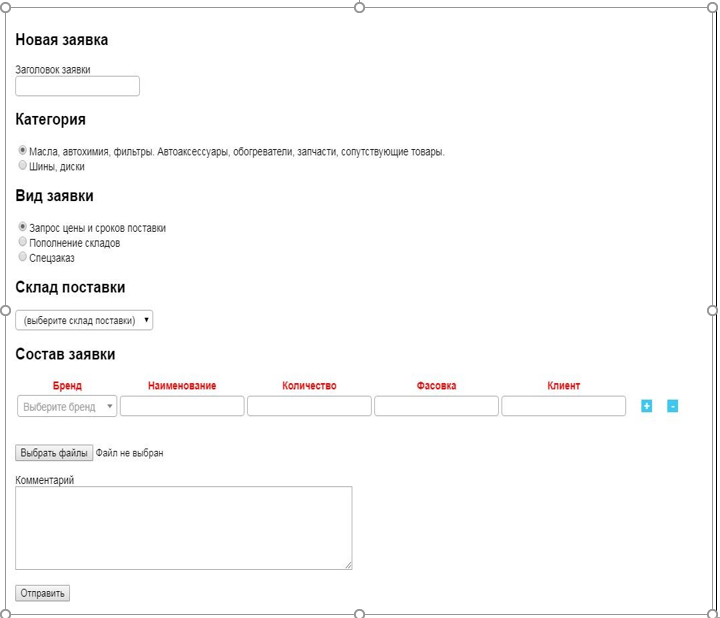 Новая заявка
Заголовок заявки
Категория
Масла, автохимия, фильтры. Автоаксессуары, обогреватели, запчасти, сопутствующие товары.
Шины, диски
Вид заявки
Запрос цены и сроков поставки
Пополнение складов
Спецзаказ
Склад поставки
(выберите склад поставки)
Состав заявки
Бренд Наименование Количество Фасовка Клиент
Выберите бренд + -
Выбрать файлы Файл не выбран
Комментарий
Отправить